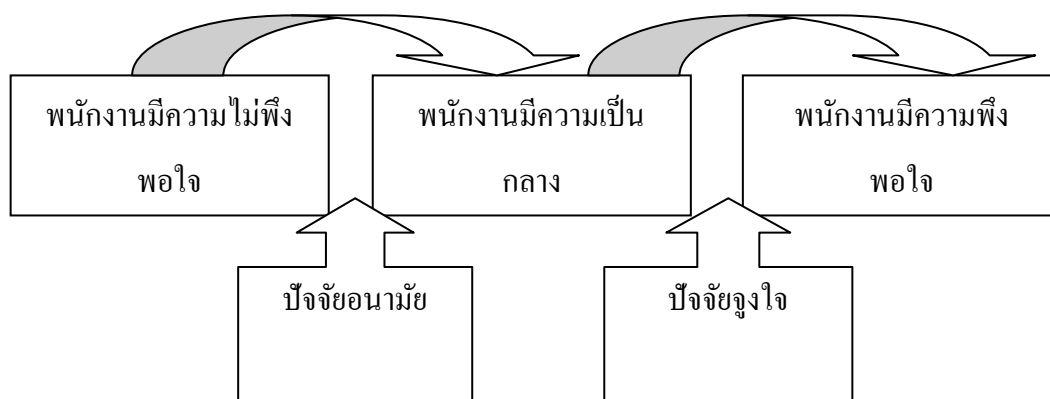 พนักงานมีความไม่พึง
พอใจ
พนักงานมีความเป็น
กลาง
พนักงานมีความพึง
พอใจ
ปัจจัยอนามัย
ปัจจัยจูงใจ